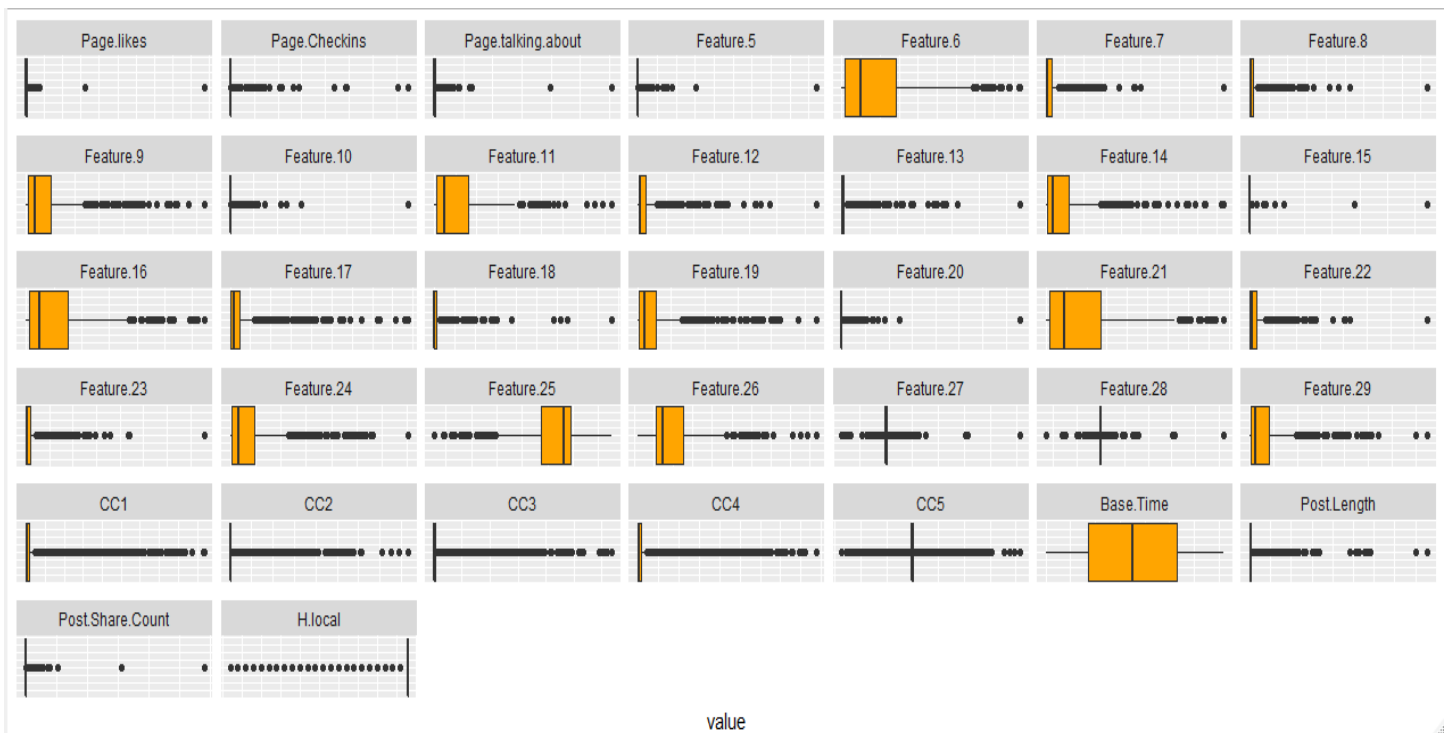 Page.likes Page.Checkins Page.talking.about Feature.5 Feature.6 Feature.7 Feature.8
Feature.9 Feature.10 Feature.11 Feature.12 Feature.13 Feature.14 Feature.15
Feature.16 Feature.17 Feature.18 Feature.19 Feature.20 Feature.21 Feature.22
Feature.23 Feature.24 Feature.25 Feature.26 Feature.27 Feature.28 Feature.29
CC1 CC2 CC3 CC4 CC5 Base.Time Post.Length
Post.Share.Count H.local
value